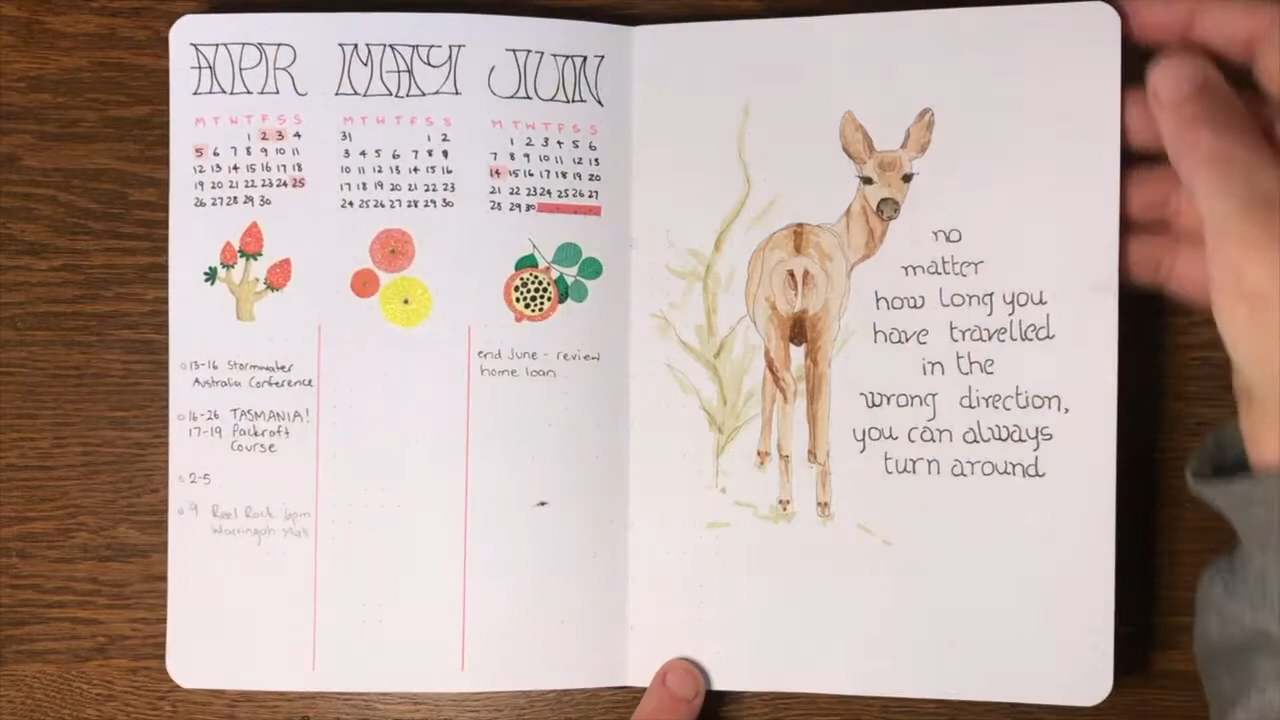 APR MAY JUN
M T W T F S S
1 2 3 4
5 6 7 8 9 10 11
12 13 14 15 16 17 18
19 20 21 22 23 24 25
26 27 28 29 30
M T W T F S S
31 1 2
3 4 5 6 7 8 9
10 11 12 13 14 15 16
17 18 19 20 21 22 23
24 25 26 27 28 29 30
M T W T F S S
1 2 3 4 5 6
7 8 9 10 11 12 13
14 15 16 17 18 19 20
21 22 23 24 25 26 27
28 29 30
13-16 Stormwater
Australia Conference
16-26 TASMANIA!
17-19 Packraft
Course
2-5
9 Reel Rock 6pm
Warringah Mall
end June - review
home loan
no
matter
how long you
have travelled
in the
wrong direction,
you can always
turn around